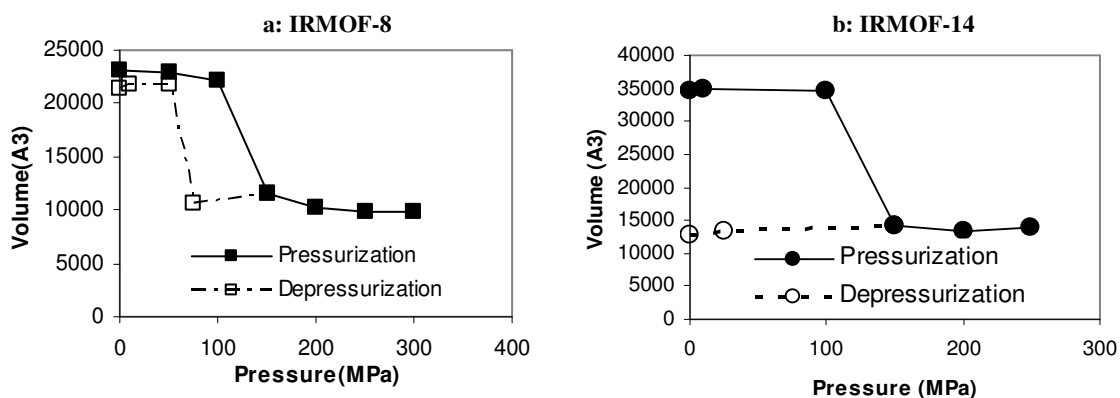 a: IRMOF-8
25000
20000
15000
10000
5000
0
Volume(A3)
Pressurization
Depressurization
0 100 200 300 400
Pressure(MPa)
b: IRMOF-14
40000
35000
30000
25000
20000
15000
10000
5000
0
Volume (A3)
Pressurization
Depressurization
0 100 200 300
Pressure (MPa)